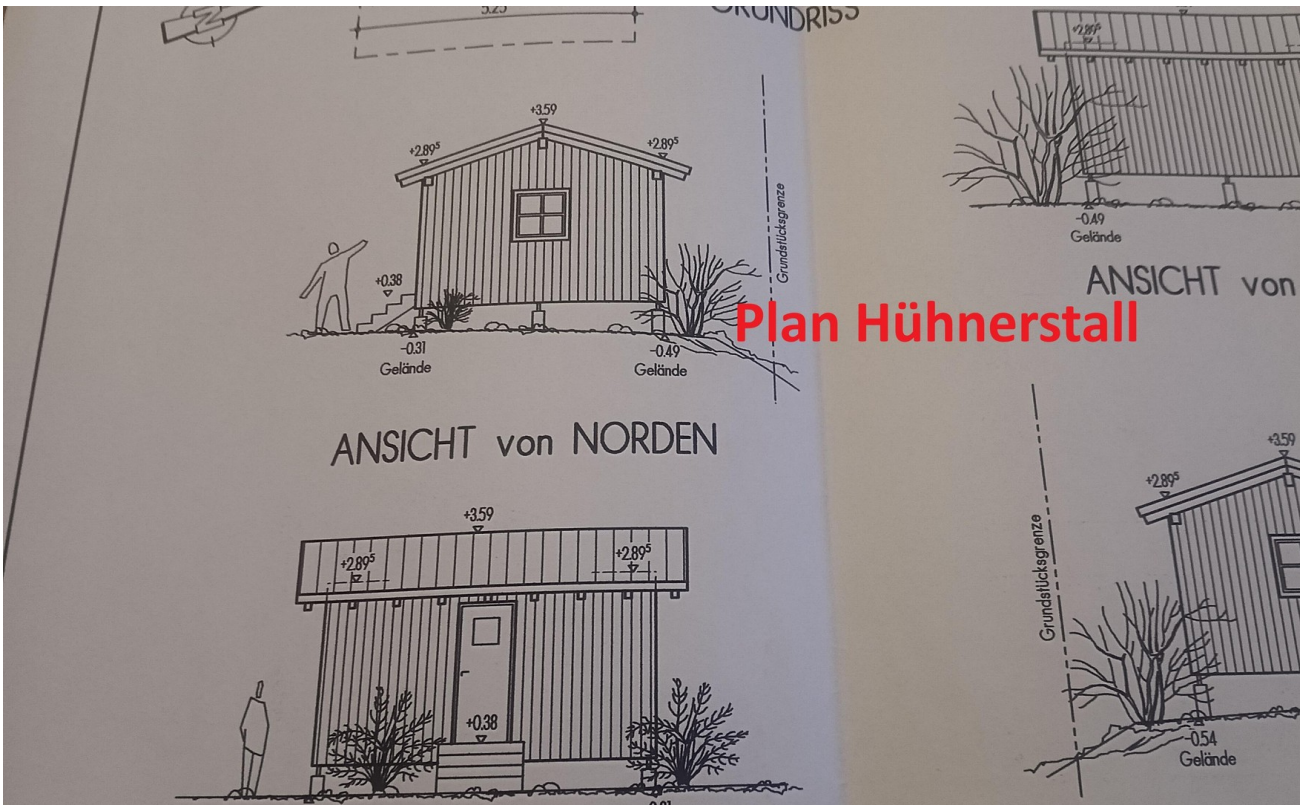 5.25
GRUNDRISS
+2.89⁵
+3.59
+2.89⁵
+2.89⁵
Grundstücksgrenze
+0.38
-0.31
Gelände
-0.49
Gelände
-0.49
Gelände
ANSICHT von
Plan Hühnerstall
ANSICHT von NORDEN
+3.59
+2.89⁵
+2.89⁵
+0.38
+3.59
+2.89⁵
Grundstücksgrenze
-0.54
Gelände